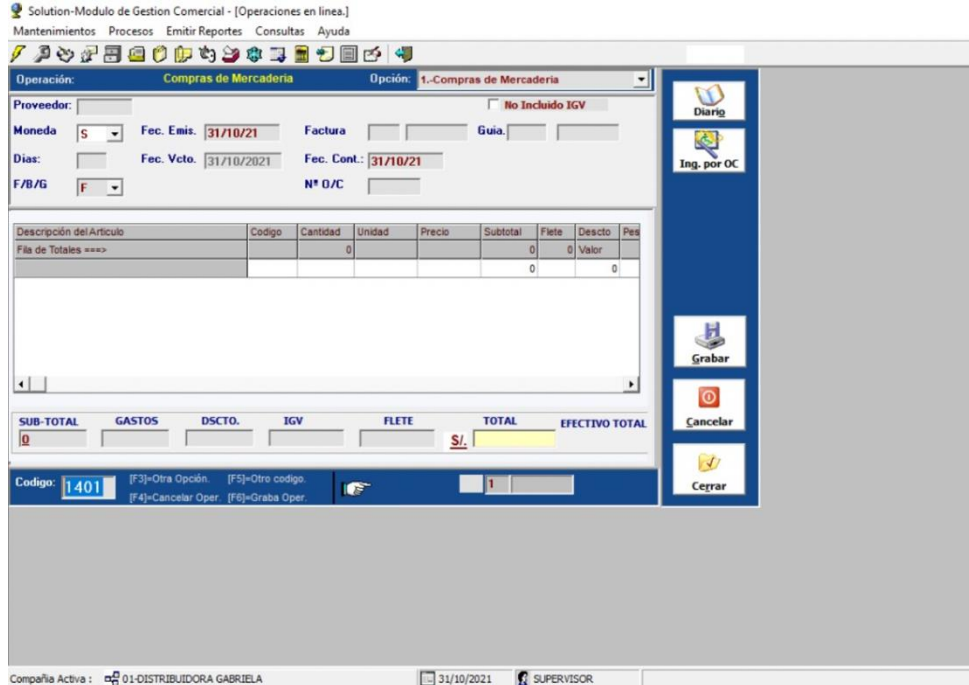 Solution-Modulo de Gestion Comercial - [Operaciones en linea.]
Mantenimientos Procesos Emitir Reportes Consultas Ayuda
Operación: Compras de Mercaderia Opción: 1.-Compras de Mercaderia
Proveedor: No Incluido IGV
Moneda S Fec. Emis. 31/10/21 Factura Guia.
Dias: Fec. Vcto. 31/10/2021 Fec. Cont.: 31/10/21
F/B/G F Nº O/C
Diario
Ing. por OC
Descripción del Articulo Codigo Cantidad Unidad Precio Subtotal Flete Descto Pes
Fila de Totales ===> 0 0 0 Valor
0 0
Grabar
Cancelar
Cerrar
SUB-TOTAL GASTOS DSCTO. IGV FLETE TOTAL EFECTIVO TOTAL
0 S/.
Codigo: 1401 [F3]=Otra Opción. [F5]=Otro codigo. 1
[F4]=Cancelar Oper. [F6]=Graba Oper.
Compañia Activa : 01-DISTRIBUIDORA GABRIELA 31/10/2021 SUPERVISOR